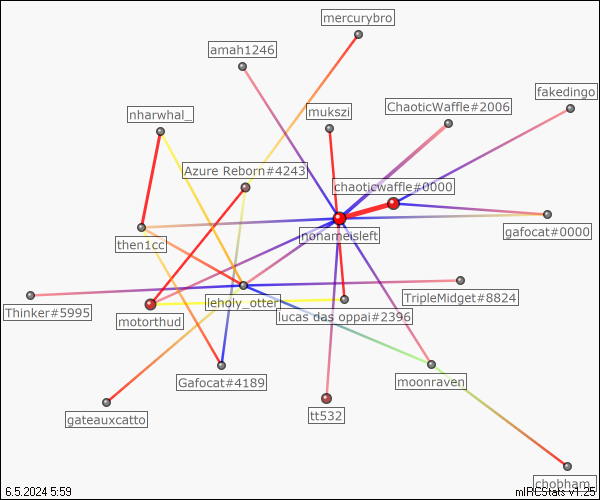 mercurybro
amah1246
fakedingo
ChaoticWaffle#2006
mukszi
nharwhal_
Azure Reborn#4243
chaoticwaffle#0000
gafocat#0000
nonameisleft
then1cc
TripleMidget#8824
leholy_otter
Thinker#5995
lucas das oppai#2396
motorthud
Gafocat#4189
moonraven
tt532
gateauxcatto
chobham_
6.5.2024 5:59
mIRCStats v1.25